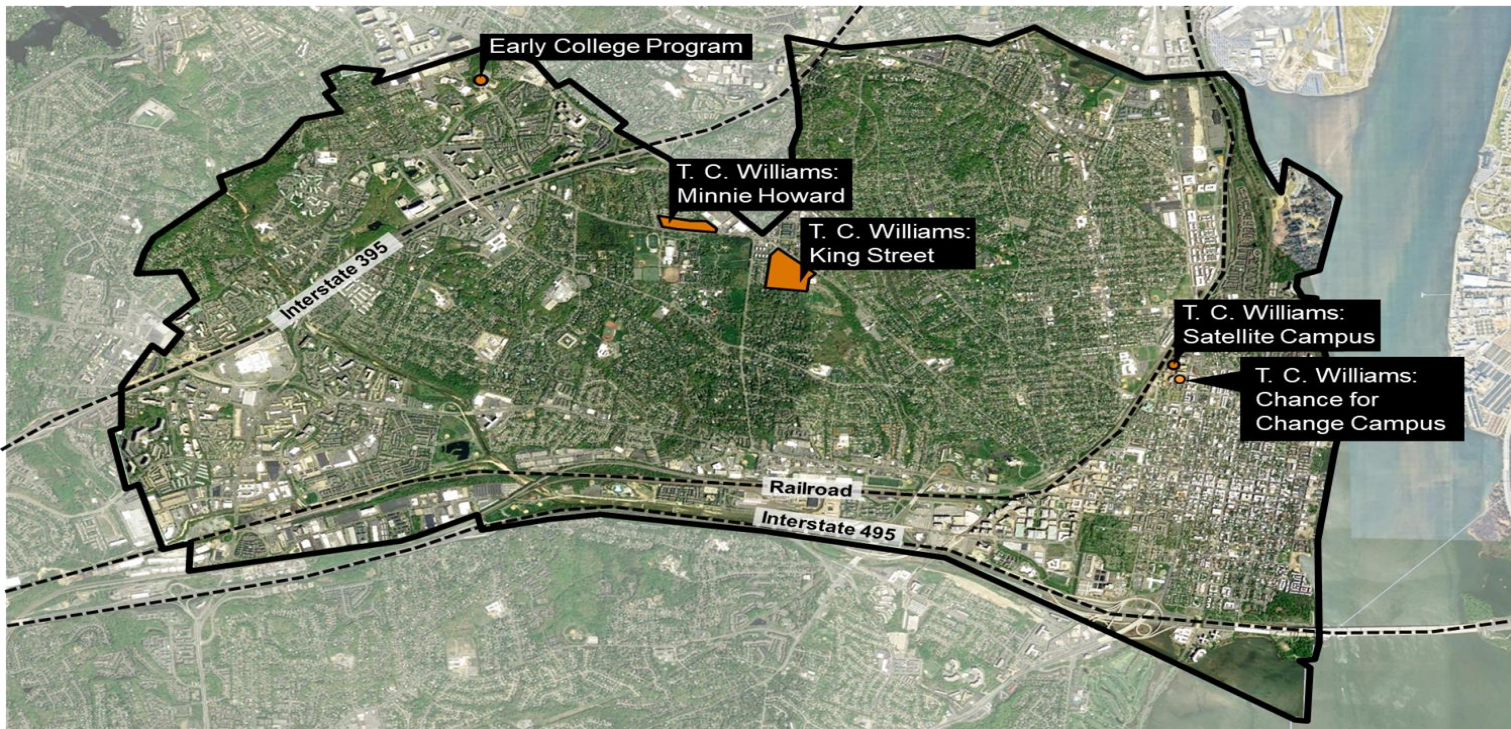 Early College Program
T. C. Williams:
Minnie Howard
T. C. Williams:
King Street
Interstate 395
T. C. Williams:
Satellite Campus
T. C. Williams:
Chance for
Change Campus
Railroad
Interstate 495